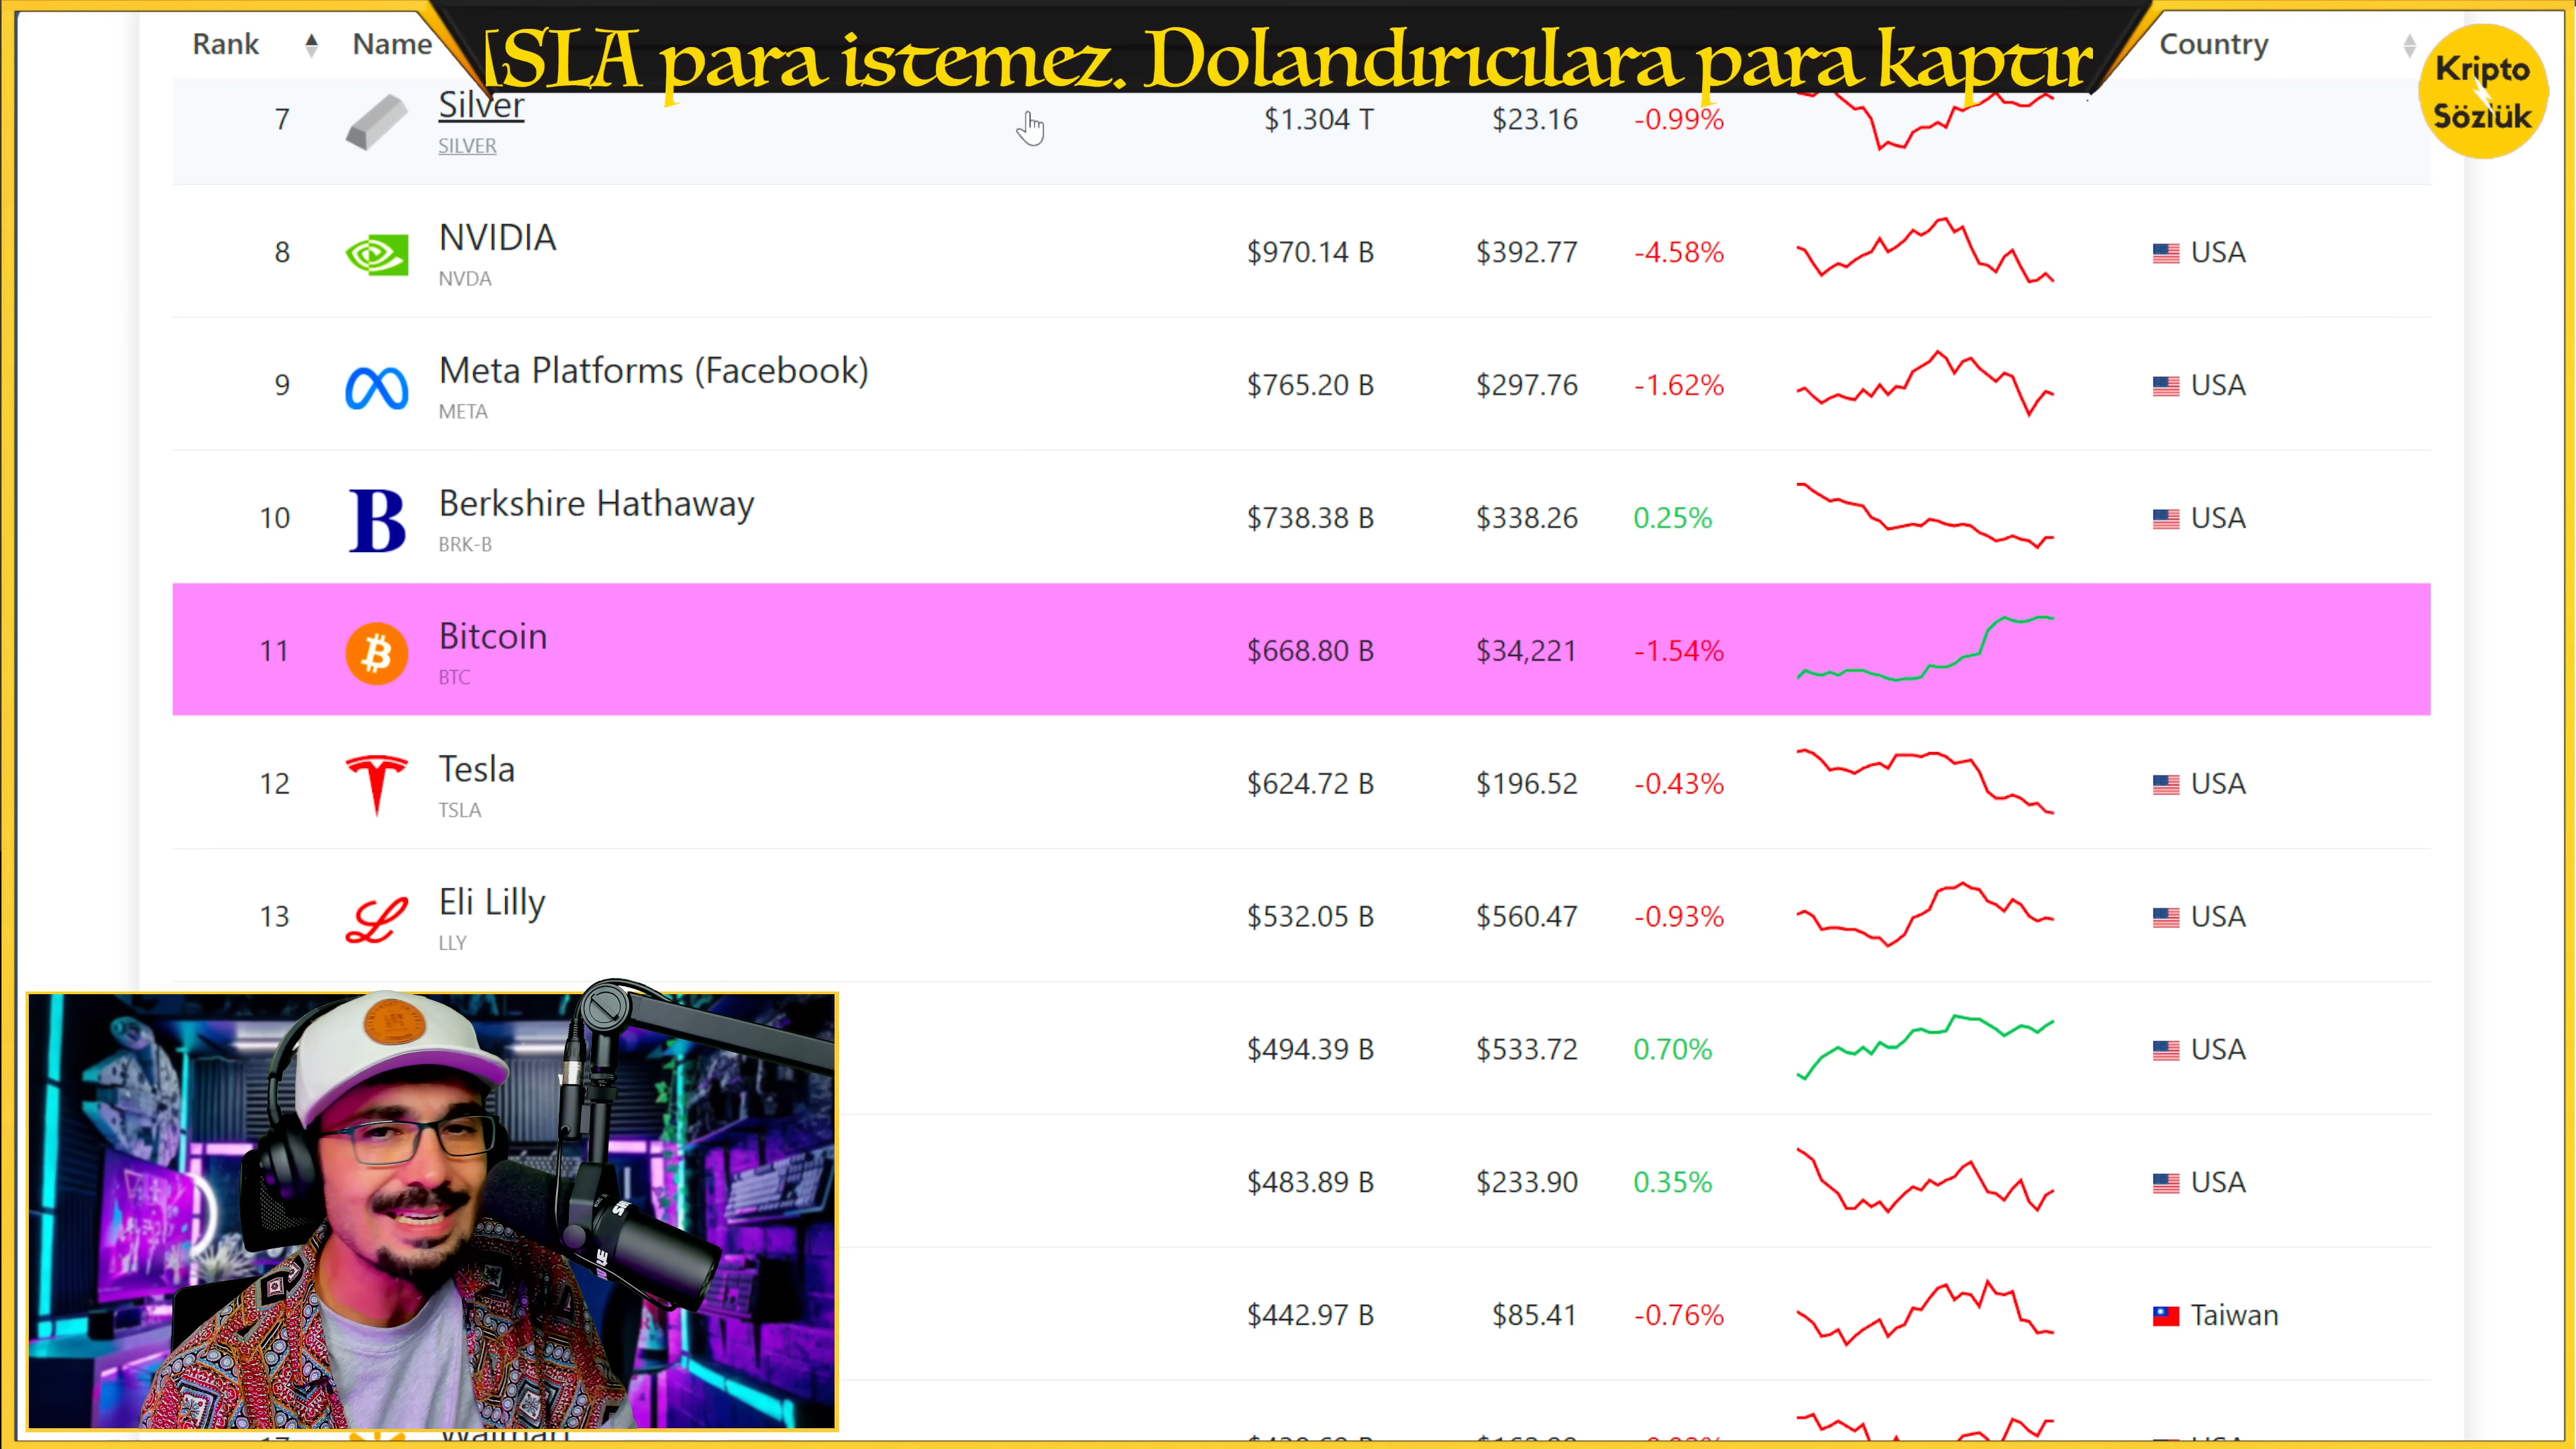 [SLA para istemez. Dolandırıcılara para kaptır
Rank Name Country
Kripto
Sözlük
7 Silver $1.304 T $23.16 -0.99%
SILVER
8 NVIDIA $970.14 B $392.77 -4.58% USA
NVDA
9 Meta Platforms (Facebook) $765.20 B $297.76 -1.62% USA
META
10 Berkshire Hathaway $738.38 B $338.26 0.25% USA
BRK-B
11 Bitcoin $668.80 B $34,221 -1.54%
BTC
12 Tesla $624.72 B $196.52 -0.43% USA
TSLA
13 Eli Lilly $532.05 B $560.47 -0.93% USA
LLY
$494.39 B $533.72 0.70% USA
$483.89 B $233.90 0.35% USA
$442.97 B $85.41 -0.76% Taiwan